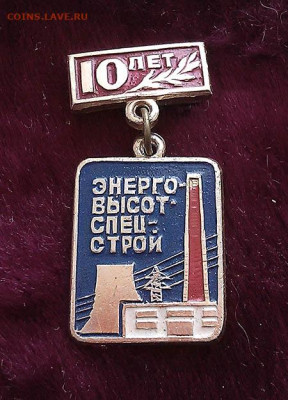 COINS.LAVE.RU
10 ЛЕТ
ЭНЕРГО-
ВЫСОТ-
СПЕЦ-
СТРОЙ